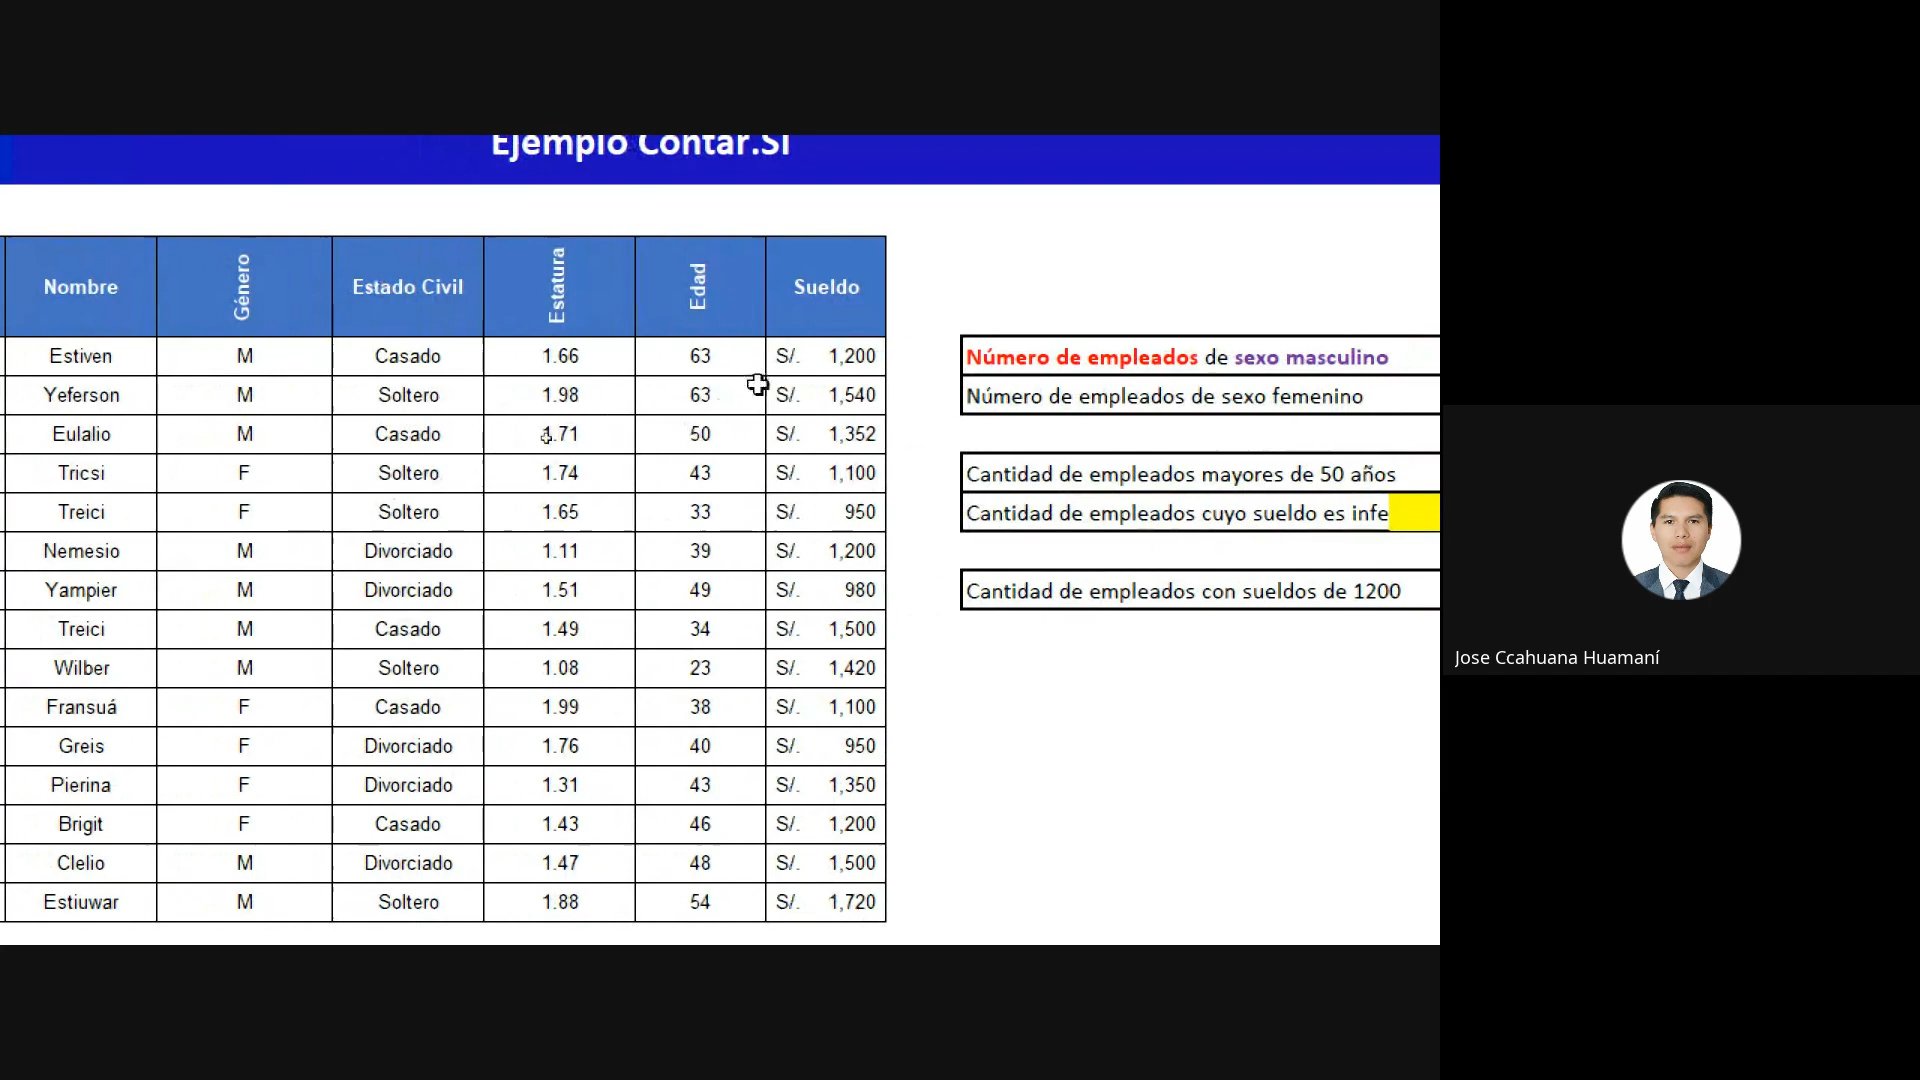 Ejemplo Contar.SI
Nombre Género Estado Civil Estatura Edad Sueldo
Estiven M Casado 1.66 63 S/. 1,200
Yeferson M Soltero 1.98 63 S/. 1,540
Eulalio M Casado 1.71 50 S/. 1,352
Tricsi F Soltero 1.74 43 S/. 1,100
Treici F Soltero 1.65 33 S/. 950
Nemesio M Divorciado 1.11 39 S/. 1,200
Yampier M Divorciado 1.51 49 S/. 980
Treici M Casado 1.49 34 S/. 1,500
Wilber M Soltero 1.08 23 S/. 1,420
Fransuá F Casado 1.99 38 S/. 1,100
Greis F Divorciado 1.76 40 S/. 950
Pierina F Divorciado 1.31 43 S/. 1,350
Brigit F Casado 1.43 46 S/. 1,200
Clelio M Divorciado 1.47 48 S/. 1,500
Estiuwar M Soltero 1.88 54 S/. 1,720
Número de empleados de sexo masculino
Número de empleados de sexo femenino
Cantidad de empleados mayores de 50 años
Cantidad de empleados cuyo sueldo es infe
Cantidad de empleados con sueldos de 1200
Jose Ccahuana Huamaní